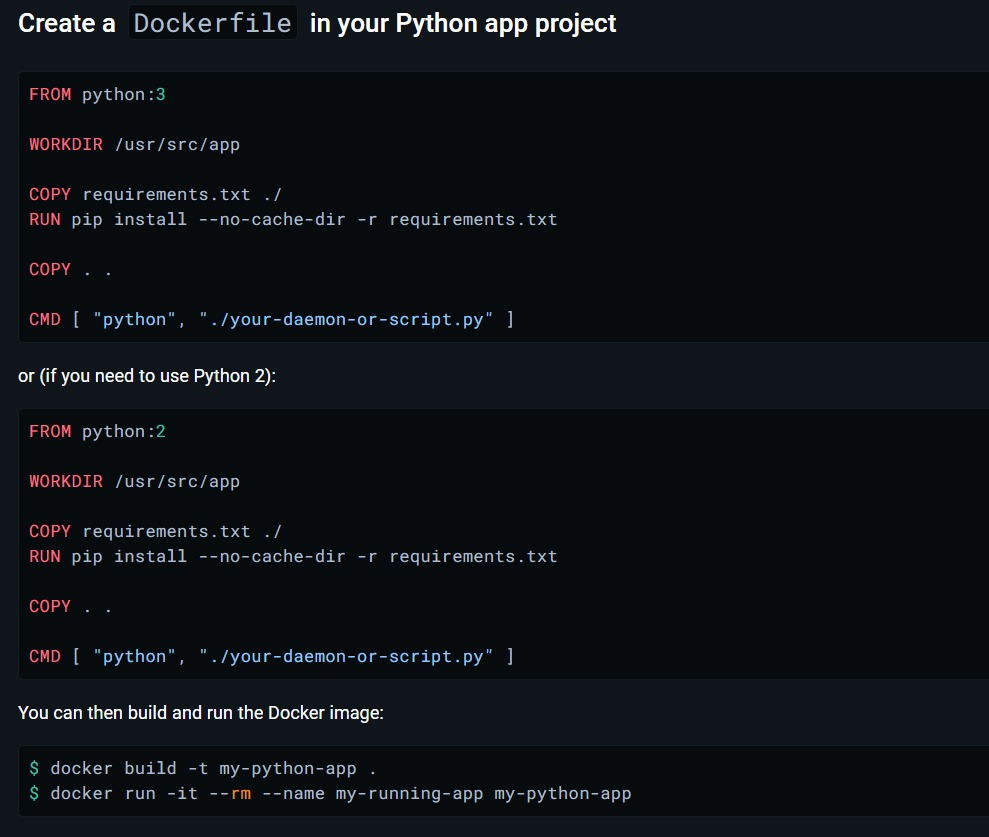 Create a Dockerfile in your Python app project
FROM python:3
WORKDIR /usr/src/app
COPY requirements.txt ./
RUN pip install --no-cache-dir -r requirements.txt
COPY . .
CMD [ "python", "./your-daemon-or-script.py" ]
or (if you need to use Python 2):
FROM python:2
WORKDIR /usr/src/app
COPY requirements.txt ./
RUN pip install --no-cache-dir -r requirements.txt
COPY . .
CMD [ "python", "./your-daemon-or-script.py" ]
You can then build and run the Docker image:
$ docker build -t my-python-app .
$ docker run -it --rm --name my-running-app my-python-app